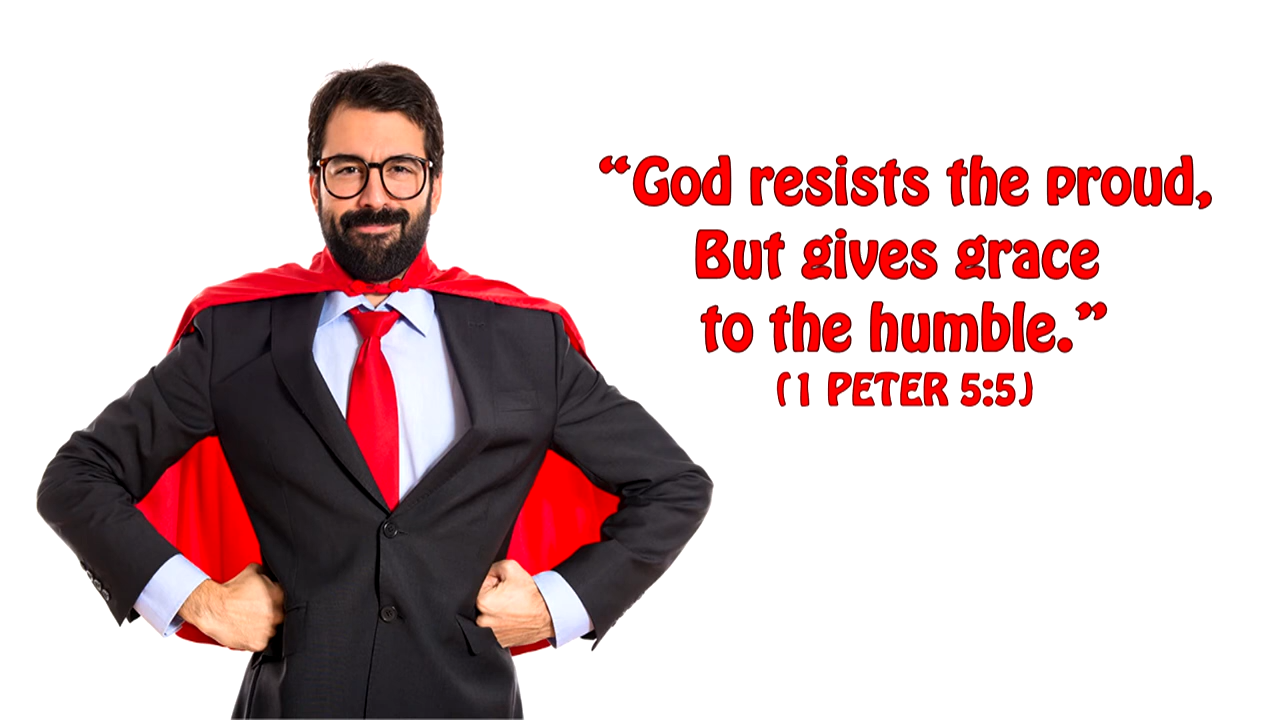 “God resists the proud,
But gives grace
to the humble.”
(1 PETER 5:5)